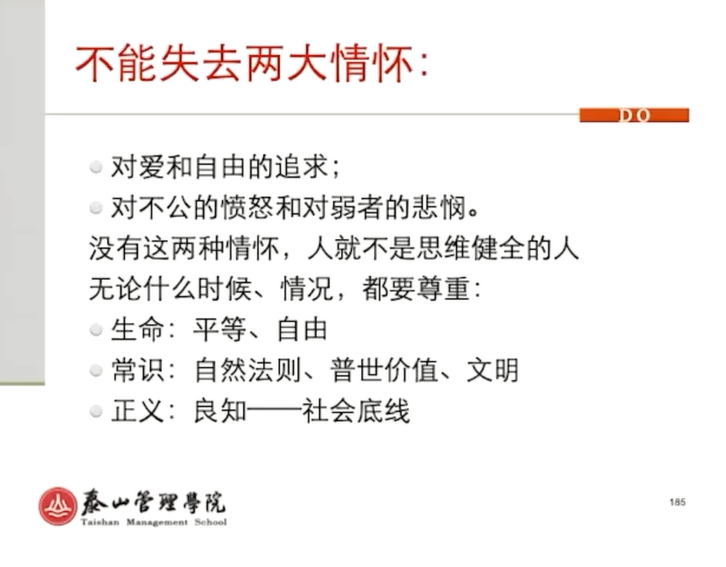 不能失去两大情怀：
DO
对爱和自由的追求；
对不公的愤怒和对弱者的悲悯。
没有这两种情怀，人就不是思维健全的人
无论什么时候、情况，都要尊重：
生命：平等、自由
常识：自然法则、普世价值、文明
正义：良知——社会底线
泰山管理學院
Taishan Management School
185